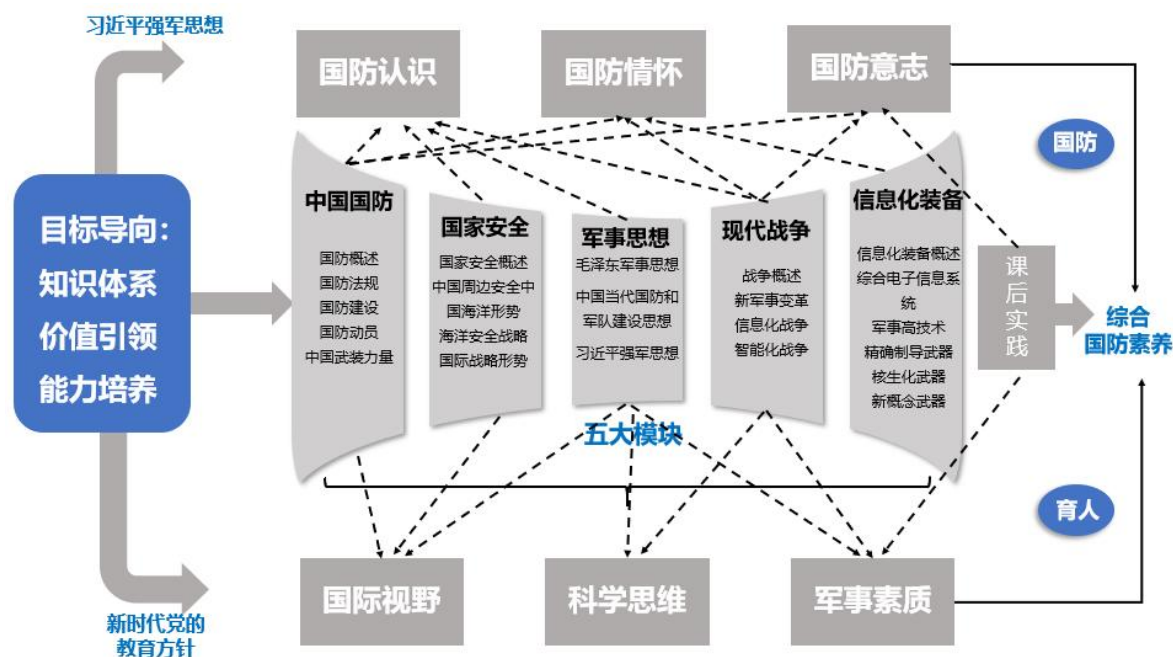 习近平强军思想
目标导向：
知识体系
价值引领
能力培养
新时代党的
教育方针
国防认识
国防情怀
国防意志
中国国防
国防概述
国防法规
国防建设
国防动员
中国武装力量
国家安全
国家安全概述
中国周边安全中
国海洋形势
海洋安全战略
国际战略形势
军事思想
毛泽东军事思想
中国当代国防和
军队建设思想
习近平强军思想
现代战争
战争概述
新军事变革
信息化战争
智能化战争
信息化装备
信息化装备概述
综合电子信息系
统
军事高技术
精确制导武器
核生化武器
新概念武器
五大模块
国际视野
科学思维
军事素质
课后实践
国防
综合
国防素养
育人